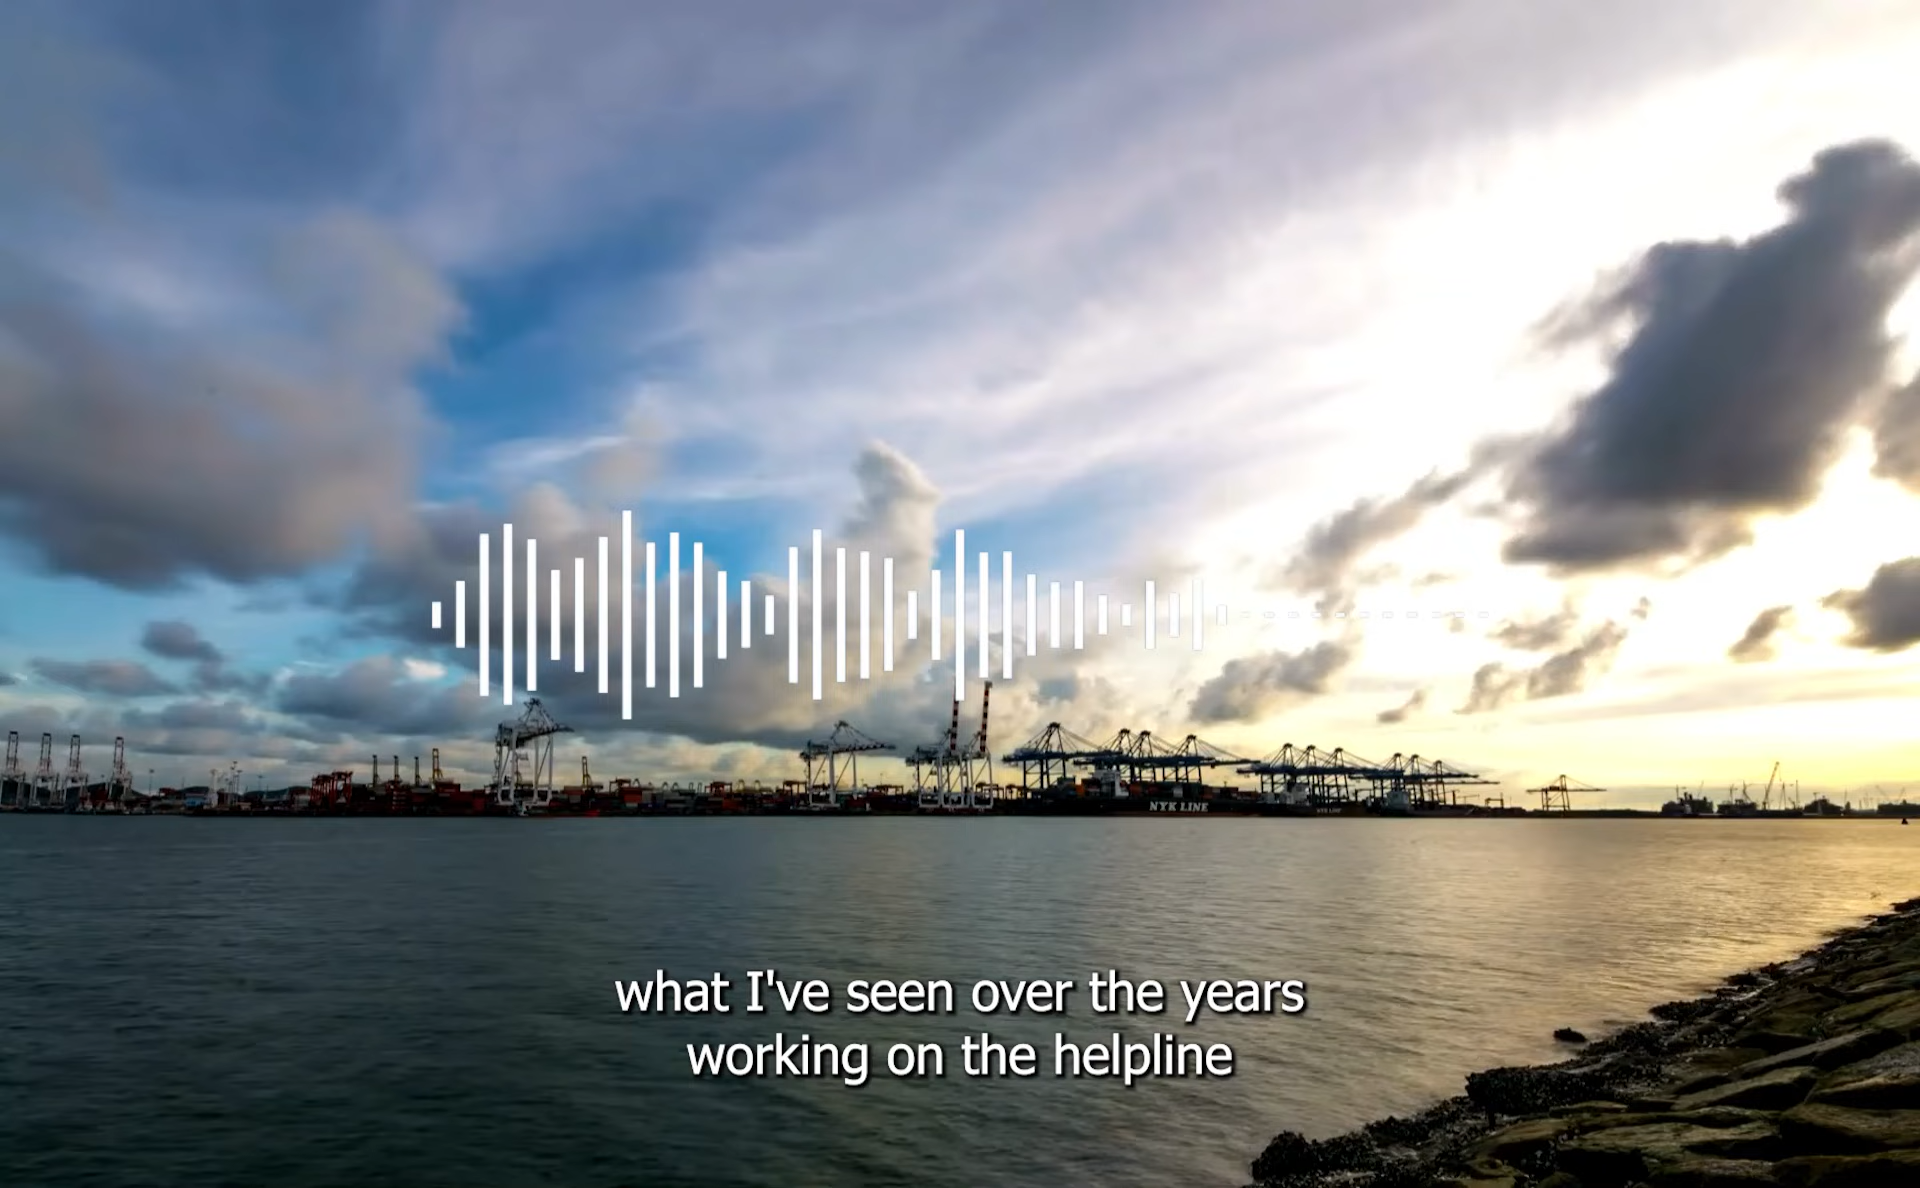 NYK LINE
what I've seen over the years
working on the helpline